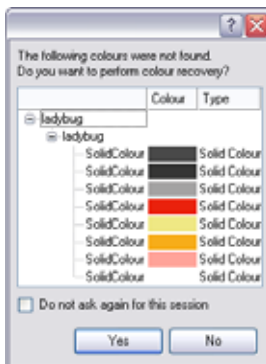 The following colours were not found.
Do you want to perform colour recovery?
Colour Type
ladybug
ladybug
SolidColour Solid Colour
SolidColour Solid Colour
SolidColour Solid Colour
SolidColour Solid Colour
SolidColour Solid Colour
SolidColour Solid Colour
SolidColour Solid Colour
SolidColour Solid Colour
Do not ask again for this session
Yes No